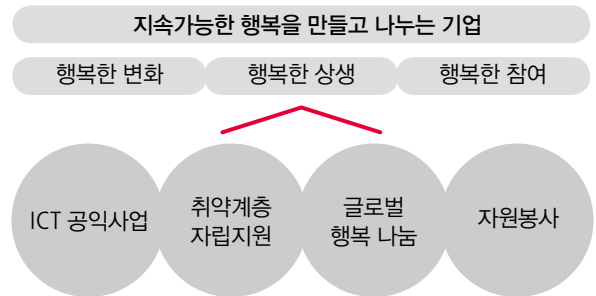 지속가능한 행복을 만들고 나누는 기업
행복한 변화
행복한 상생
행복한 참여
ICT 공익사업
취약계층
자립지원
글로벌
행복 나눔
자원봉사